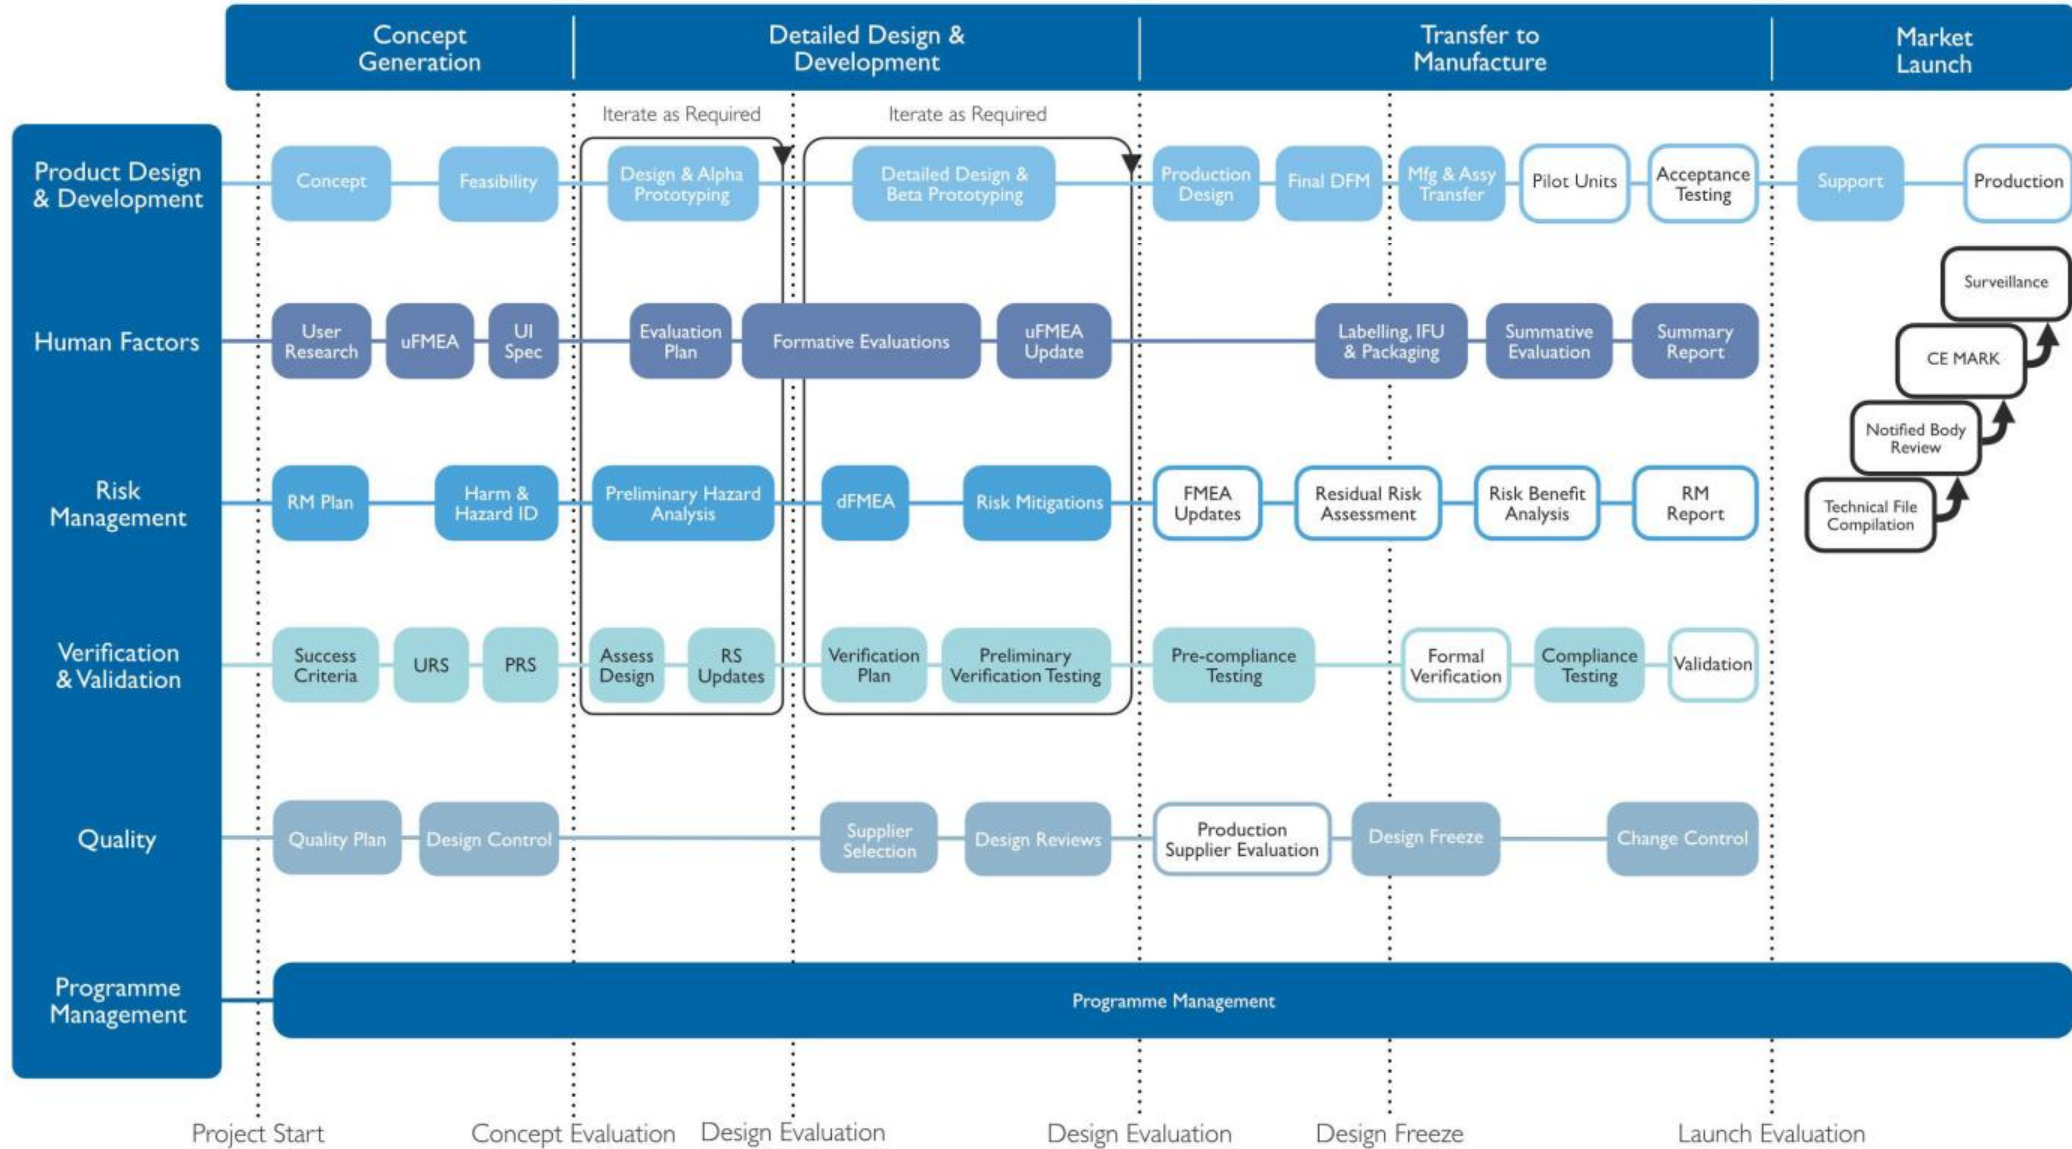 Concept
Generation
Detailed Design &
Development
Transfer to
Manufacture
Market
Launch
Iterate as Required
Iterate as Required
Product Design
& Development
Concept
Feasibility
Design & Alpha
Prototyping
Detailed Design &
Beta Prototyping
Production
Design
Final DFM
Mfg & Assy
Transfer
Pilot Units
Acceptance
Testing
Support
Production
Human Factors
User
Research
uFMEA
UI
Spec
Evaluation
Plan
Formative Evaluations
uFMEA
Update
Labelling, IFU
& Packaging
Summative
Evaluation
Summary
Report
Surveillance
CE MARK
Notified Body
Review
Technical File
Compilation
Risk
Management
RM Plan
Harm &
Hazard ID
Preliminary Hazard
Analysis
dFMEA
Risk Mitigations
FMEA
Updates
Residual Risk
Assessment
Risk Benefit
Analysis
RM
Report
Verification
& Validation
Success
Criteria
URS
PRS
Assess
Design
RS
Updates
Verification
Plan
Preliminary
Verification Testing
Pre-compliance
Testing
Formal
Verification
Compliance
Testing
Validation
Quality
Quality Plan
Design Control
Supplier
Selection
Design Reviews
Production
Supplier Evaluation
Design Freeze
Change Control
Programme
Management
Programme Management
Project Start
Concept Evaluation
Design Evaluation
Design Evaluation
Design Freeze
Launch Evaluation